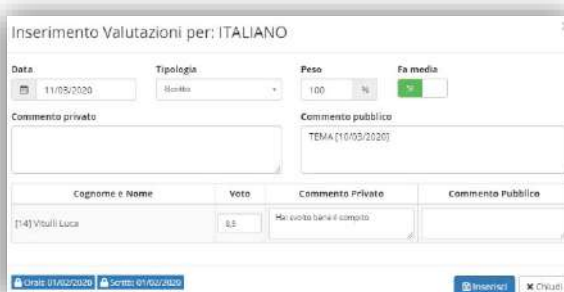 Inserimento Valutazioni per: ITALIANO
Data Tipologia Peso Fa media
11/03/2020 Scritto 100 % SI
Commento privato Commento pubblico
TEMA [10/03/2020]
Cognome e Nome Voto Commento Privato Commento Pubblico
[14] Vitulli Luca 8,5 Hai svolto bene il compito
Orale: 01/02/2020 Scritti: 01/02/2020 Inserisci Chiudi